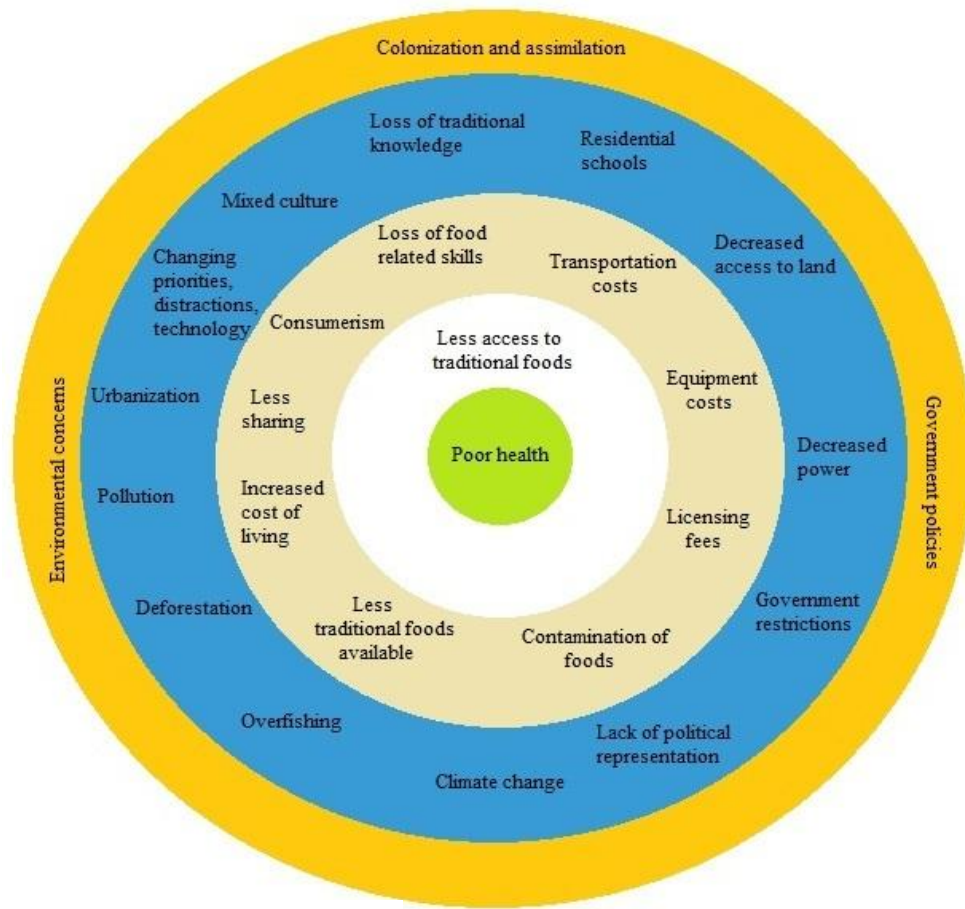 Colonization and assimilation
Loss of traditional
knowledge
Residential
schools
Mixed culture
Loss of food
related skills
Decreased
access to land
Transportation
costs
Changing
priorities,
distractions,
technology
Consumerism
Less access to
traditional foods
Equipment
costs
Urbanization
Less
sharing
Environmental concerns
Government policies
Poor health
Decreased
power
Pollution
Increased
cost of
living
Licensing
fees
Deforestation
Less
traditional foods
available
Government
restrictions
Contamination of
foods
Overfishing
Lack of political
representation
Climate change